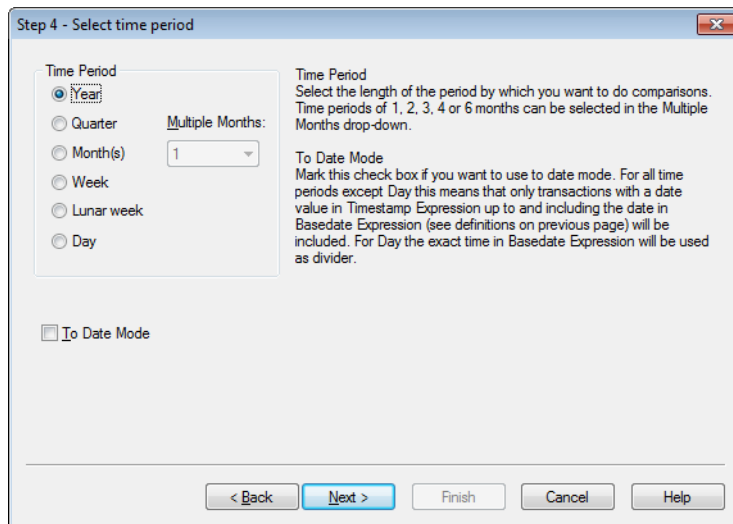 Step 4 - Select time period
Time Period
Year
Quarter
Multiple Months:
Month(s)
1
Week
Lunar week
Day
To Date Mode
Time Period
Select the length of the period by which you want to do comparisons.
Time periods of 1, 2, 3, 4 or 6 months can be selected in the Multiple
Months drop-down.
To Date Mode
Mark this check box if you want to use to date mode. For all time
periods except Day this means that only transactions with a date
value in Timestamp Expression up to and including the date in
Basedate Expression (see definitions on previous page) will be
included. For Day the exact time in Basedate Expression will be used
as divider.
< Back
Next >
Finish
Cancel
Help